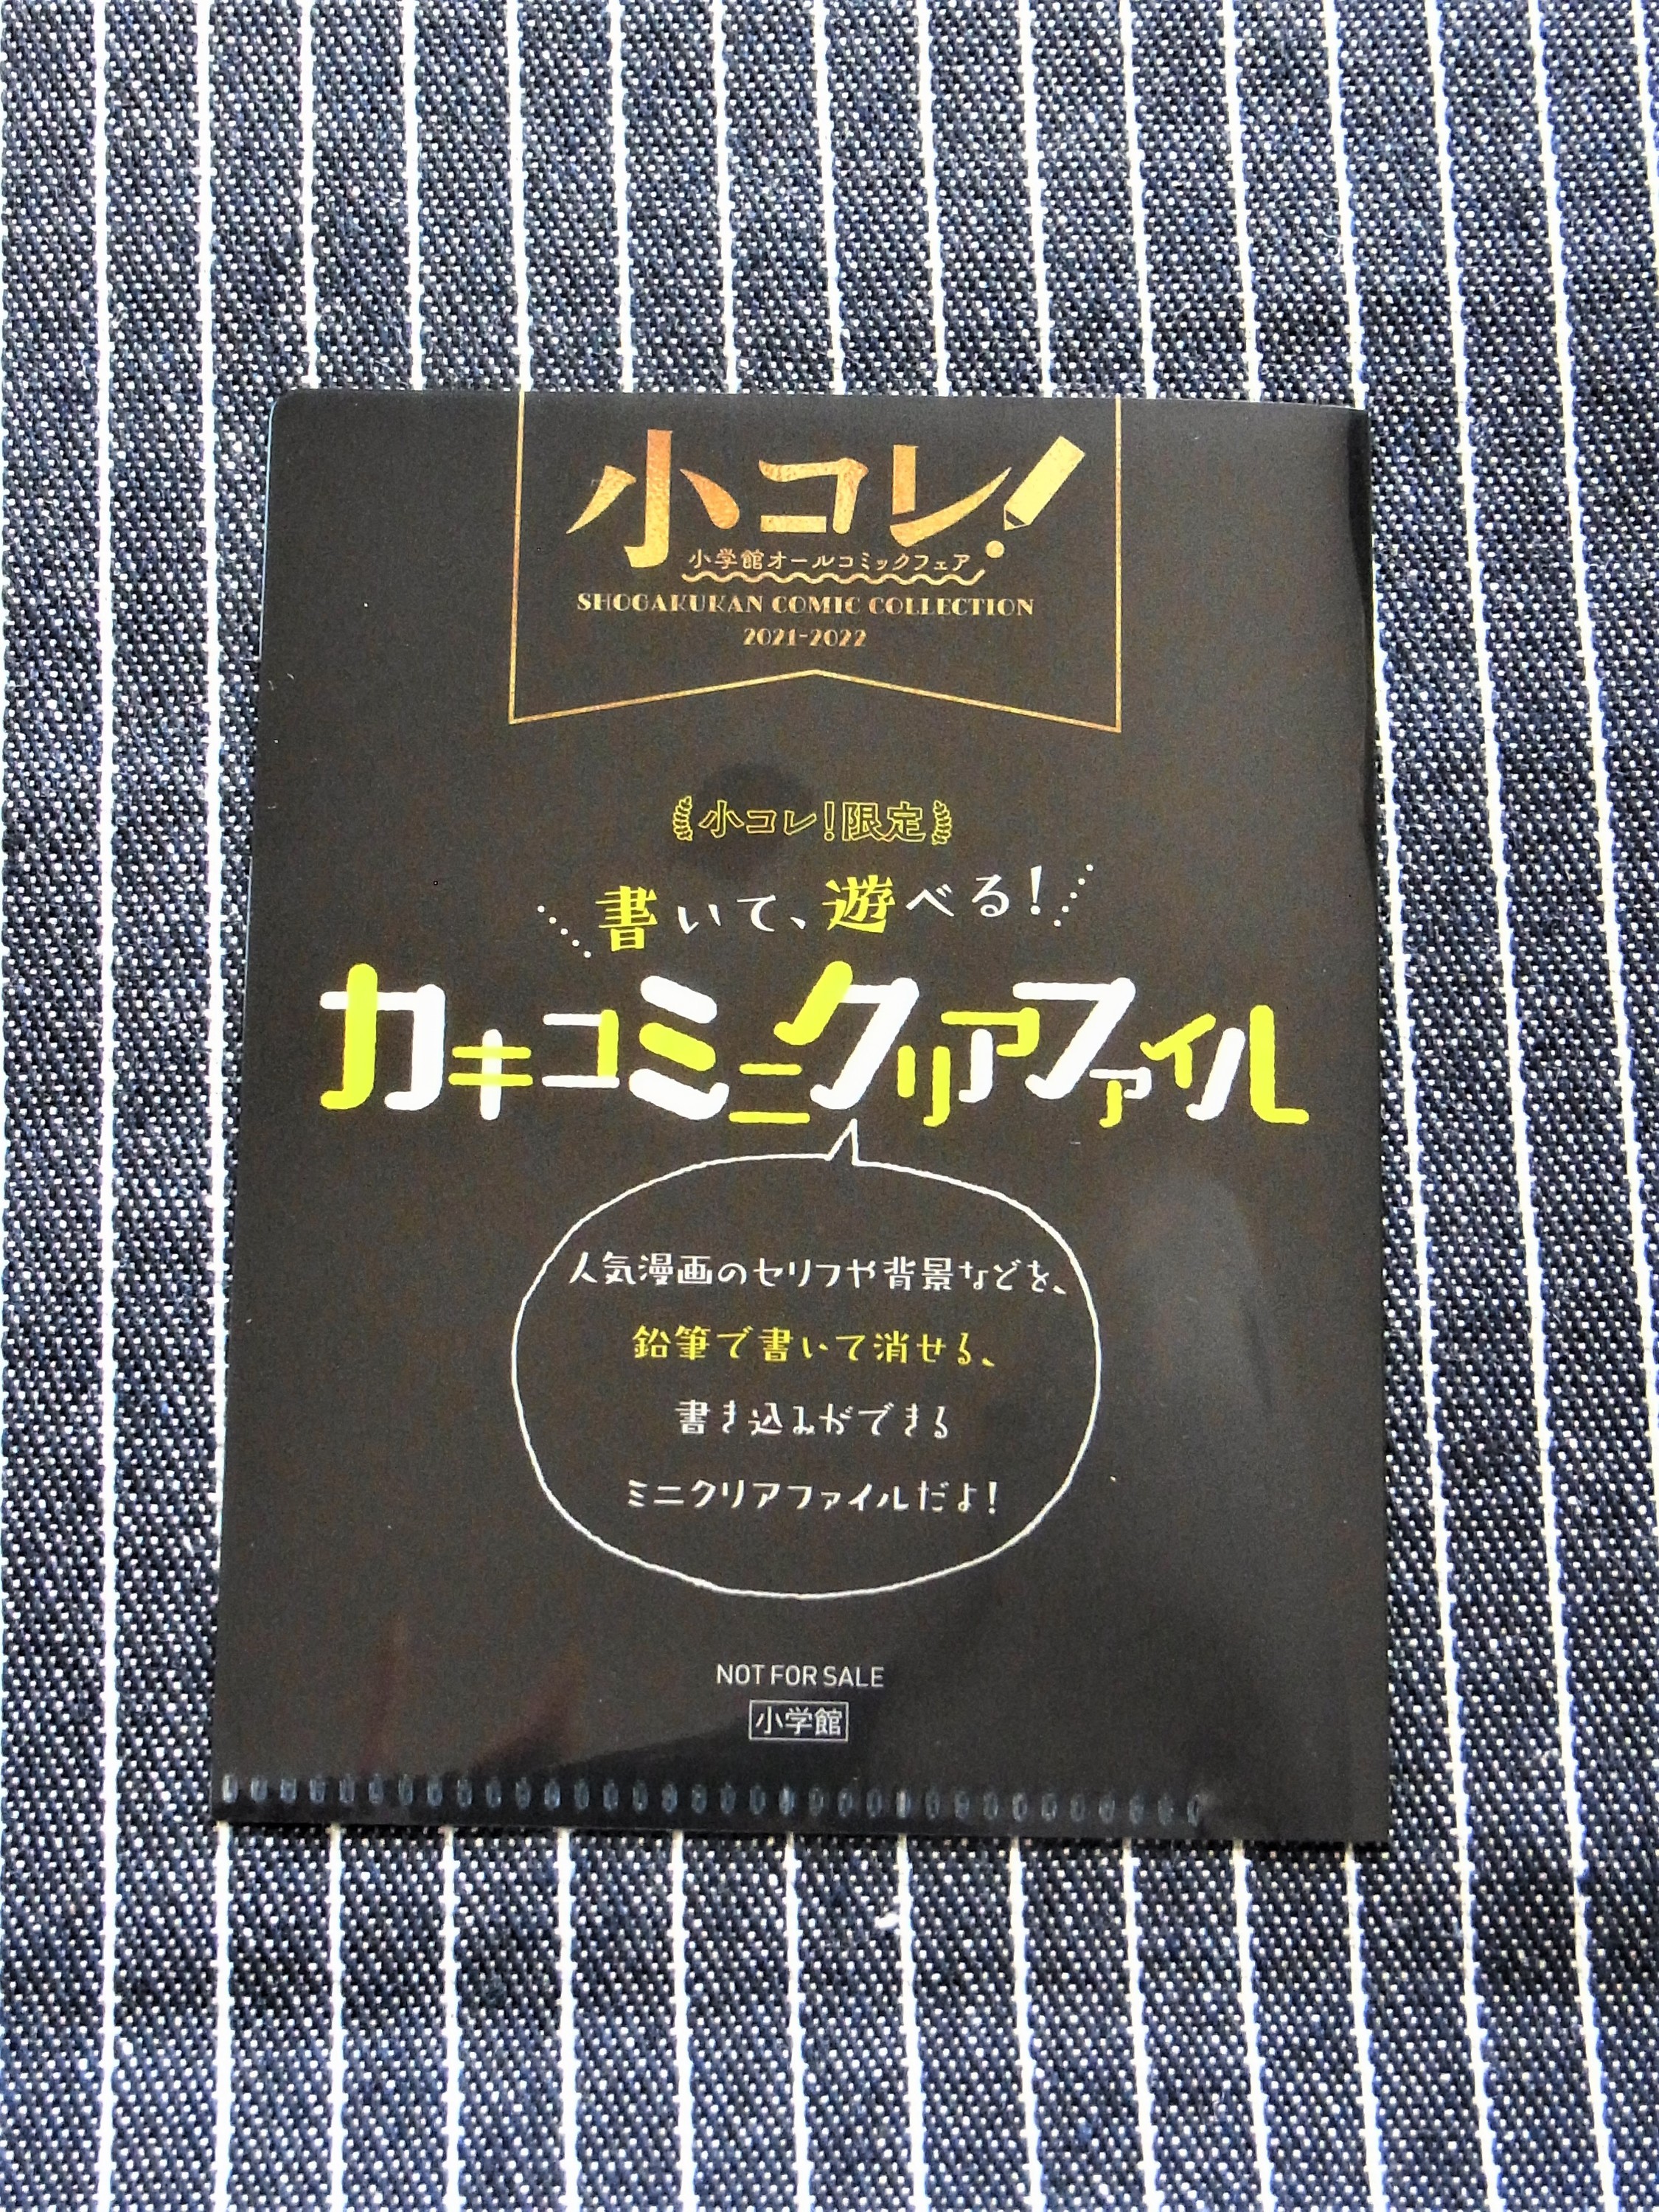 小コレ!
小学館オールコミックフェア
SHOGAKUKAN COMIC COLLECTION
2021-2022
小コレ!限定
書いて、遊べる!
カキコミニクリアファイル
人気漫画のセリフや背景などを、
鉛筆で書いて消せる、
書き込みができる
ミニクリアファイルだよ!
NOT FOR SALE
小学館